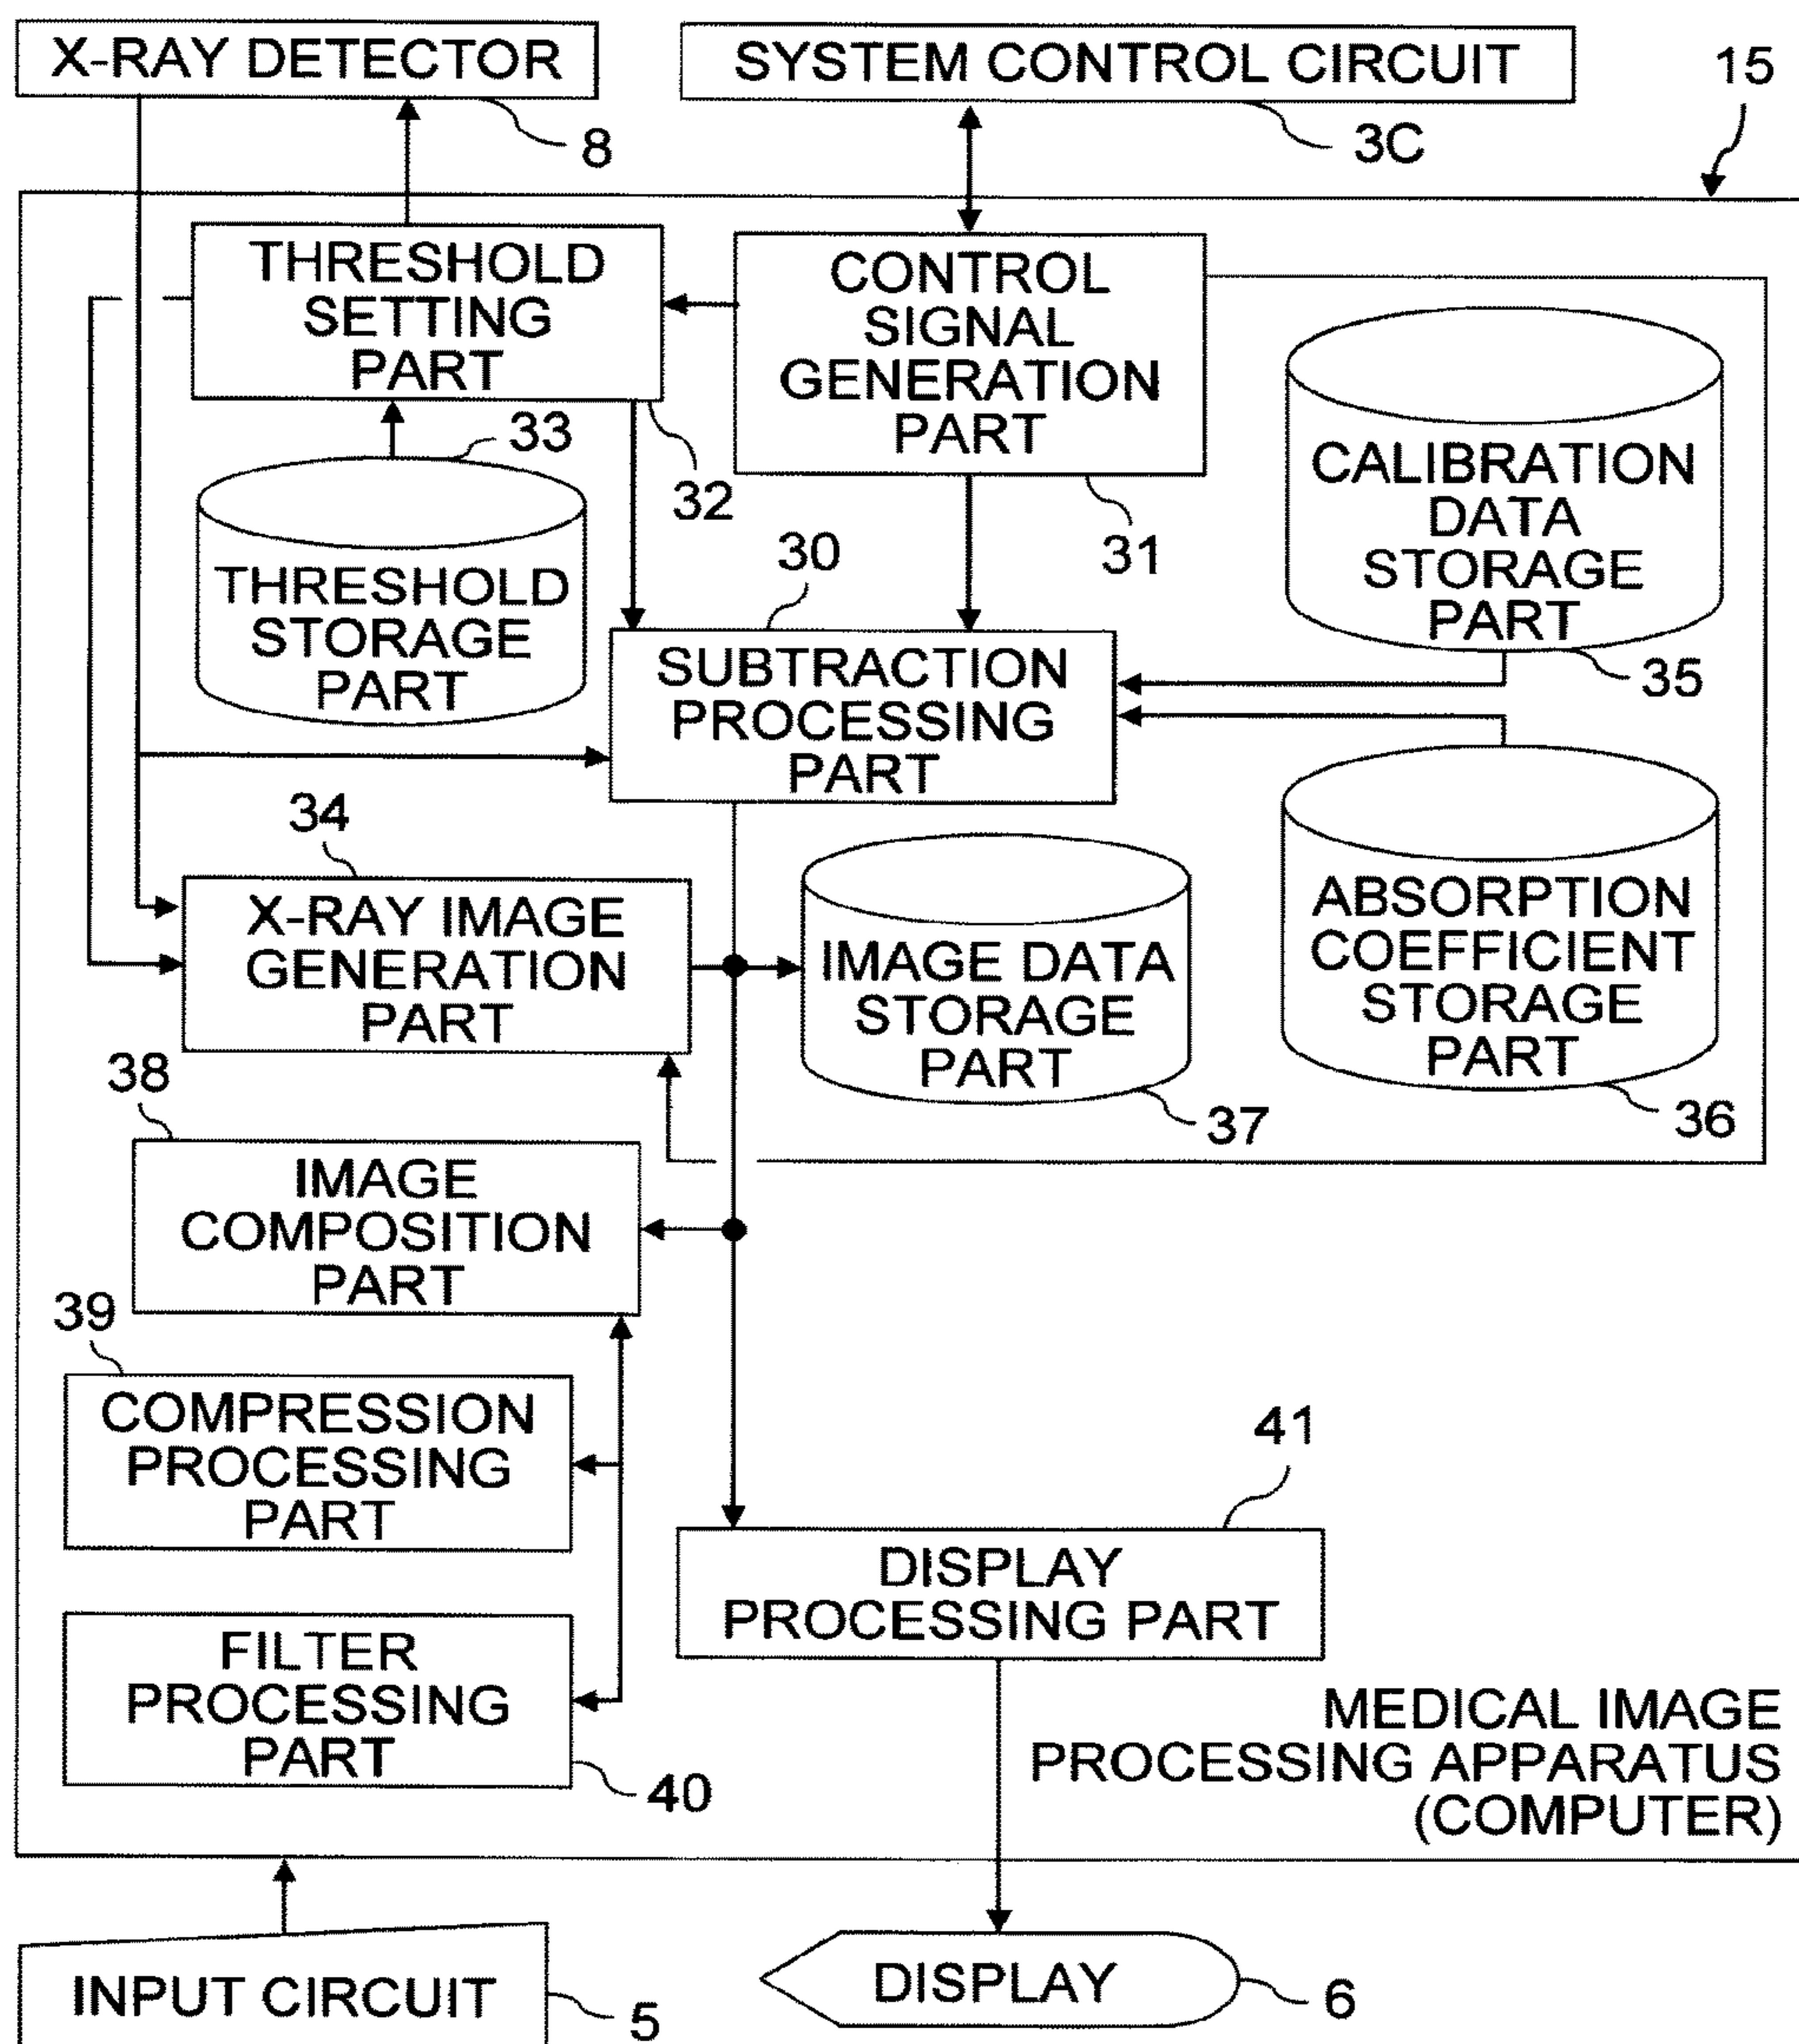 X-RAY DETECTOR
8
SYSTEM CONTROL CIRCUIT
3C
15
THRESHOLD
SETTING
PART
32
CONTROL
SIGNAL
GENERATION
PART
31
33
THRESHOLD
STORAGE
PART
CALIBRATION
DATA
STORAGE
PART
35
30
SUBTRACTION
PROCESSING
PART
34
X-RAY IMAGE
GENERATION
PART
IMAGE DATA
STORAGE
PART
37
ABSORPTION
COEFFICIENT
STORAGE
PART
36
38
IMAGE
COMPOSITION
PART
39
COMPRESSION
PROCESSING
PART
FILTER
PROCESSING
PART
40
41
DISPLAY
PROCESSING PART
MEDICAL IMAGE
PROCESSING APPARATUS
(COMPUTER)
INPUT CIRCUIT
5
DISPLAY
6